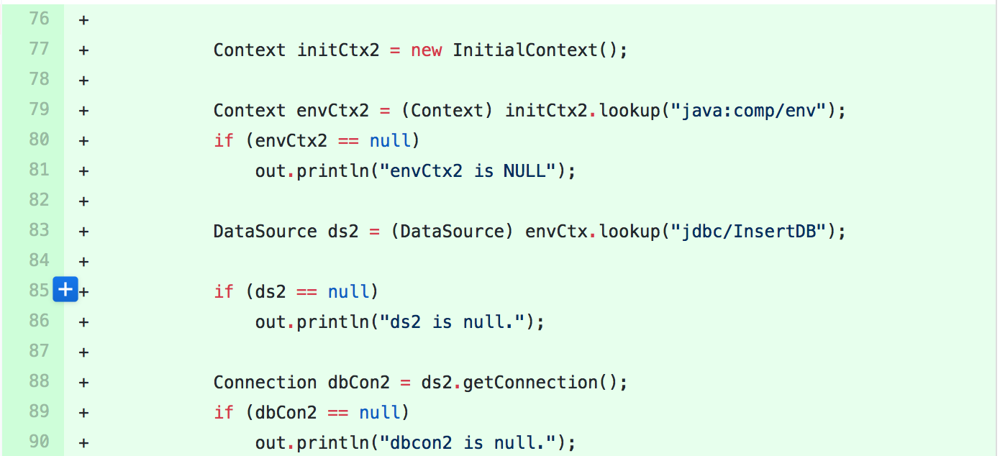 76 +
77 + Context initCtx2 = new InitialContext();
78 +
79 + Context envCtx2 = (Context) initCtx2.lookup("java:comp/env");
80 + if (envCtx2 == null)
81 + out.println("envCtx2 is NULL");
82 +
83 + DataSource ds2 = (DataSource) envCtx.lookup("jdbc/InsertDB");
84 +
85 + + if (ds2 == null)
86 + out.println("ds2 is null.");
87 +
88 + Connection dbCon2 = ds2.getConnection();
89 + if (dbCon2 == null)
90 + out.println("dbcon2 is null.");